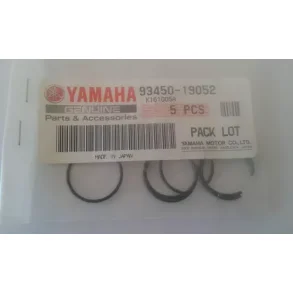 YAMAHA
GENUINE
Parts & Accessories
93450-19052
5 PCS
PACK LOT
YAMAHA MOTOR CO.,LTD.
MADE IN JAPAN